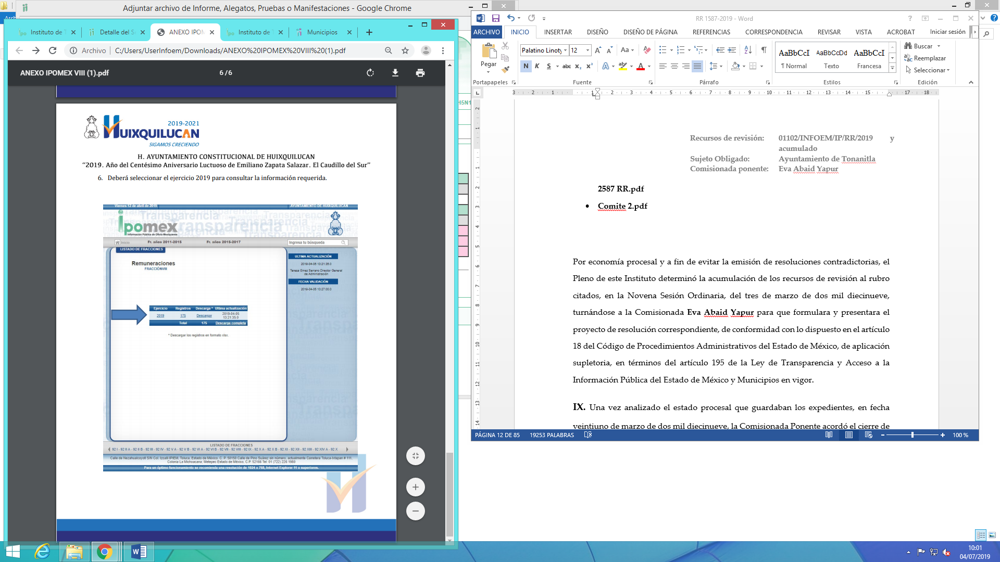 Adjuntar archivo de Informe, Alegatos, Pruebas o Manifestaciones - Google Chrome
Instituto de T
Detalle del S
ANEXO IPOM
Instituto de T
Municipios
Archivo
C:/Users/UserInfoem/Downloads/ANEXO%20IPOMEX%20VIII%20(1).pdf
ANEXO IPOMEX VIII (1).pdf
6 / 6
2019-2021
HUIXQUILUCAN
SIGAMOS CRECIENDO
H. AYUNTAMIENTO CONSTITUCIONAL DE HUIXQUILUCAN
“2019. Año del Centésimo Aniversario Luctuoso de Emiliano Zapata Salazar. El Caudillo del Sur”
6. Deberá seleccionar el ejercicio 2019 para consultar la información requerida.
Viernes 12 de abril de 2019
AYUNTAMIENTO DE HUIXQUILUCAN
Transparencia
ipomex
Información Pública de Oficio Mexiquense
Inicio
Fr. años 2011-2015
Fr. años 2015-2017
Ingresa tu búsqueda
LISTADO DE FRACCIONES
Remuneraciones
FRACCIÓNVIII
ULTIMA ACTUALIZACIÓN
2019-04-05 13:21:35.0
Teresa Ginez Serrano Director General
de Administración
FECHA VALIDACIÓN
2019-04-05 13:27:00.0
Ejercicio Registros Descarga * Ultima actualización
2019 175 Descargar 2019-04-05 13:21:35.0
Total 175 Descarga completa
* Descargar los registros en formato xlsx.
LISTADO DE FRACCIONES
92 I - 92 II A - 92 II B - 92 III - 92 IV - 92 V A - 92 V B - 92 VI A - 92 VI B - 92 VII - 92 VIII - 92 IX - 92 X A - 92 X B - 92 XI - 92 XII - 92 XIII - 92 XIV A - 92 X
Calle de Nezahualcoyotl S/N Col. Izcalli IPIEM, Toluca, Estado de México C. P. 50150 Calle de Pino Suárez sin número, actualmente Carretera Toluca-Ixtapan # 111,
Colonia La Michoacana; Metepec Estado de México, C.P. 52166 Tel: 01 (722) 226 1980
Para un óptimo funcionamiento se recomienda una resolución de 1024 x 768, Internet Explorer 11 o superiores.
H5N1
RR 1587-2019 - Word
ARCHIVO INICIO INSERTAR DISEÑO DISEÑO DE PÁGINA REFERENCIAS CORRESPONDENCIA REVISAR VISTA ACROBAT Iniciar sesión
Pegar
Palatino Linoty 12
N K S abc x₂ x²
AaBbCcI AaBbCcDd AaBbCcI
¶ Normal Texto Francesa
Buscar
Reemplazar
Seleccionar
Portapapeles Fuente Párrafo Estilos Edición
Recursos de revisión: 01102/INFOEM/IP/RR/2019 y
acumulado
Sujeto Obligado: Ayuntamiento de Tonanitla
Comisionada ponente: Eva Abaid Yapur
2587 RR.pdf
• Comite 2.pdf
Por economía procesal y a fin de evitar la emisión de resoluciones contradictorias, el
Pleno de este Instituto determinó la acumulación de los recursos de revisión al rubro
citados, en la Novena Sesión Ordinaria, del tres de marzo de dos mil diecinueve,
turnándose a la Comisionada Eva Abaid Yapur para que formulara y presentara el
proyecto de resolución correspondiente, de conformidad con lo dispuesto en el artículo
18 del Código de Procedimientos Administrativos del Estado de México, de aplicación
supletoria, en términos del artículo 195 de la Ley de Transparencia y Acceso a la
Información Pública del Estado de México y Municipios en vigor.
IX. Una vez analizado el estado procesal que guardaban los expedientes, en fecha
veintiuno de marzo de dos mil diecinueve, la Comisionada Ponente acordó el cierre de
PÁGINA 12 DE 85
19253 PALABRAS
100 %
10:01
04/07/2019